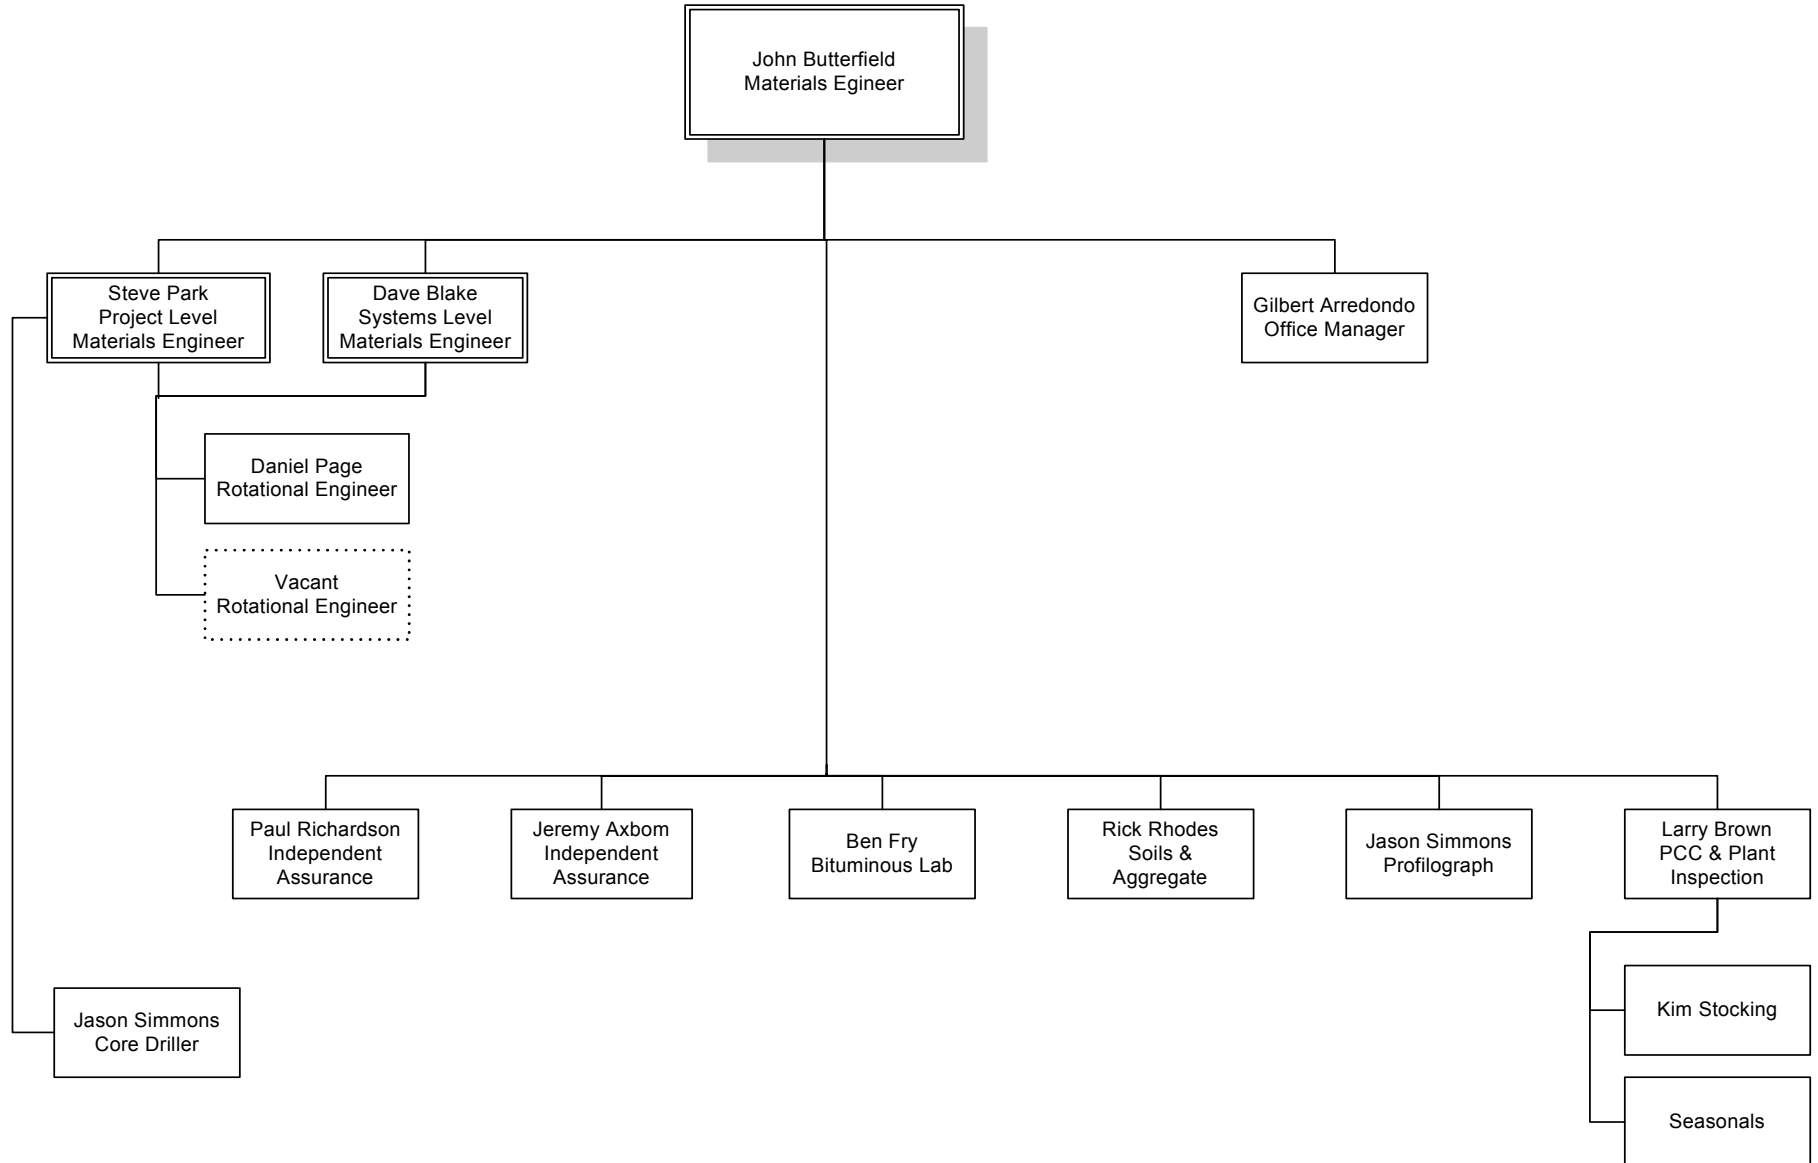 John Butterfield
Materials Egineer
Steve Park
Project Level
Materials Engineer
Dave Blake
Systems Level
Materials Engineer
Gilbert Arredondo
Office Manager
Daniel Page
Rotational Engineer
Vacant
Rotational Engineer
Paul Richardson
Independent
Assurance
Jeremy Axbom
Independent
Assurance
Ben Fry
Bituminous Lab
Rick Rhodes
Soils &
Aggregate
Jason Simmons
Profilograph
Larry Brown
PCC & Plant
Inspection
Jason Simmons
Core Driller
Kim Stocking
Seasonals